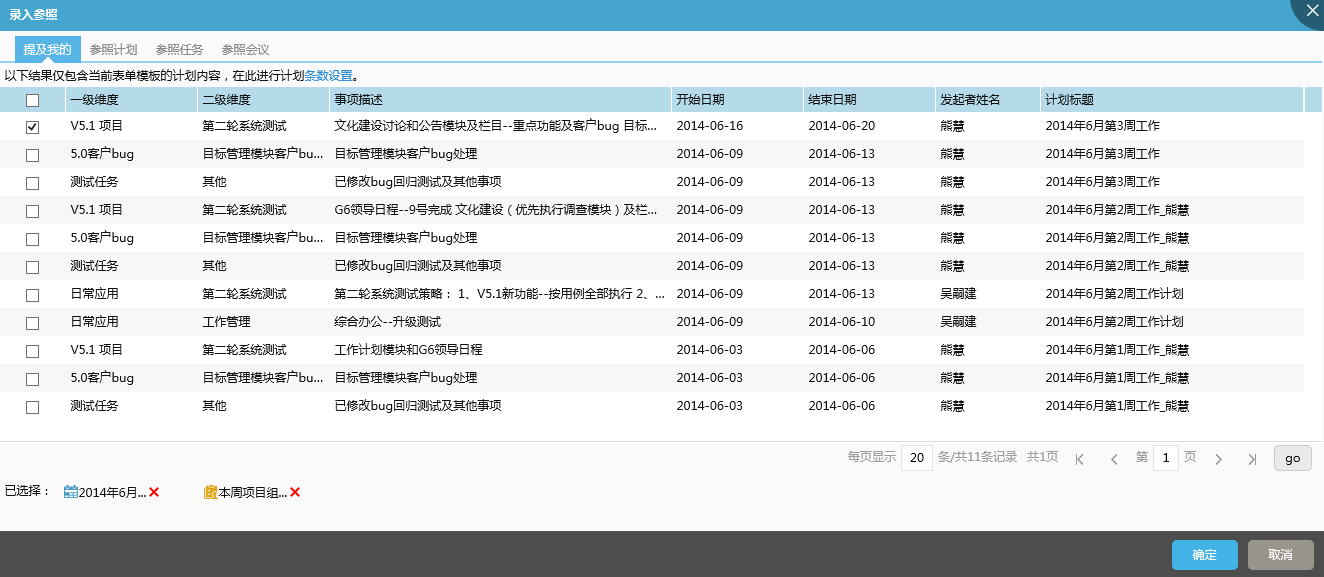 录入参照
提及我的 参照计划 参照任务 参照会议
以下结果仅包含当前表单模板的计划内容，在此进行计划条数设置。
一级维度 二级维度 事项描述 开始日期 结束日期 发起者姓名 计划标题
V5.1 项目 第二轮系统测试 文化建设讨论和公告模块及栏目--重点功能及客户bug 目标... 2014-06-16 2014-06-20 熊慧 2014年6月第3周工作
5.0客户bug 目标管理模块客户bu... 目标管理模块客户bug处理 2014-06-09 2014-06-13 熊慧 2014年6月第3周工作
测试任务 其他 已修改bug回归测试及其他事项 2014-06-09 2014-06-13 熊慧 2014年6月第3周工作
V5.1 项目 第二轮系统测试 G6领导日程--9号完成 文化建设（优先执行调查模块）及栏... 2014-06-09 2014-06-13 熊慧 2014年6月第2周工作_熊慧
5.0客户bug 目标管理模块客户bu... 目标管理模块客户bug处理 2014-06-09 2014-06-13 熊慧 2014年6月第2周工作_熊慧
测试任务 其他 已修改bug回归测试及其他事项 2014-06-09 2014-06-13 熊慧 2014年6月第2周工作_熊慧
日常应用 第二轮系统测试 第二轮系统测试策略： 1、V5.1新功能--按用例全部执行 2、... 2014-06-09 2014-06-13 吴嗣建 2014年6月第2周工作计划
日常应用 工作管理 综合办公--升级测试 2014-06-09 2014-06-10 吴嗣建 2014年6月第2周工作计划
V5.1 项目 第二轮系统测试 工作计划模块和G6领导日程 2014-06-03 2014-06-06 熊慧 2014年6月第1周工作_熊慧
5.0客户bug 目标管理模块客户bu... 目标管理模块客户bug处理 2014-06-03 2014-06-06 熊慧 2014年6月第1周工作_熊慧
测试任务 其他 已修改bug回归测试及其他事项 2014-06-03 2014-06-06 熊慧 2014年6月第1周工作_熊慧
每页显示 20 条/共11条记录 共1页 第 1 页 go
已选择： 2014年6月... 本周项目组...
确定 取消